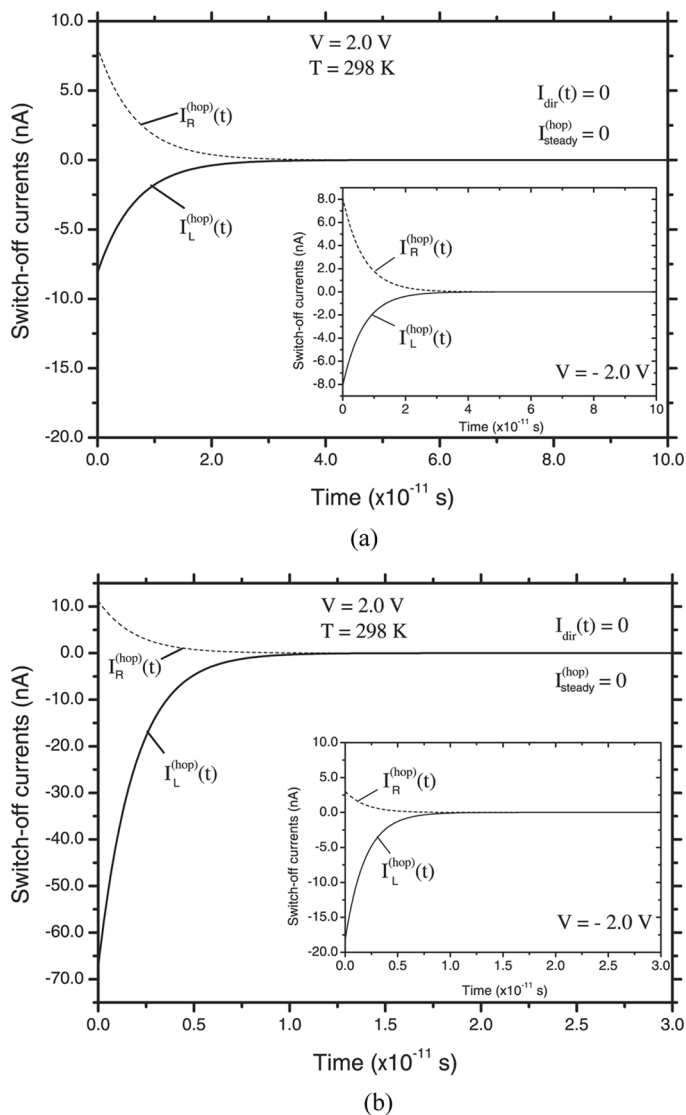 10.0
5.0
0.0
-5.0
-10.0
-15.0
-20.0
Switch-off currents (nA)
V = 2.0 V
T = 298 K
I_dir(t) = 0
I_steady^(hop) = 0
I_R^(hop)(t)
I_L^(hop)(t)
8.0
6.0
4.0
2.0
0.0
-2.0
-4.0
-6.0
-8.0
Switch-off currents (nA)
I_R^(hop)(t)
I_L^(hop)(t)
V = - 2.0 V
0 2 4 6 8 10
Time (x10^-11 s)
0.0 2.0 4.0 6.0 8.0 10.0
Time (x10^-11 s)
(a)
10.0
0.0
-10.0
-20.0
-30.0
-40.0
-50.0
-60.0
-70.0
Switch-off currents (nA)
V = 2.0 V
T = 298 K
I_dir(t) = 0
I_steady^(hop) = 0
I_R^(hop)(t)
I_L^(hop)(t)
10.0
5.0
0.0
-5.0
-10.0
-15.0
-20.0
Switch-off currents (nA)
I_R^(hop)(t)
I_L^(hop)(t)
V = - 2.0 V
0.0 0.5 1.0 1.5 2.0 2.5 3.0
Time (x10^-11 s)
0.0 0.5 1.0 1.5 2.0 2.5 3.0
Time (x10^-11 s)
(b)